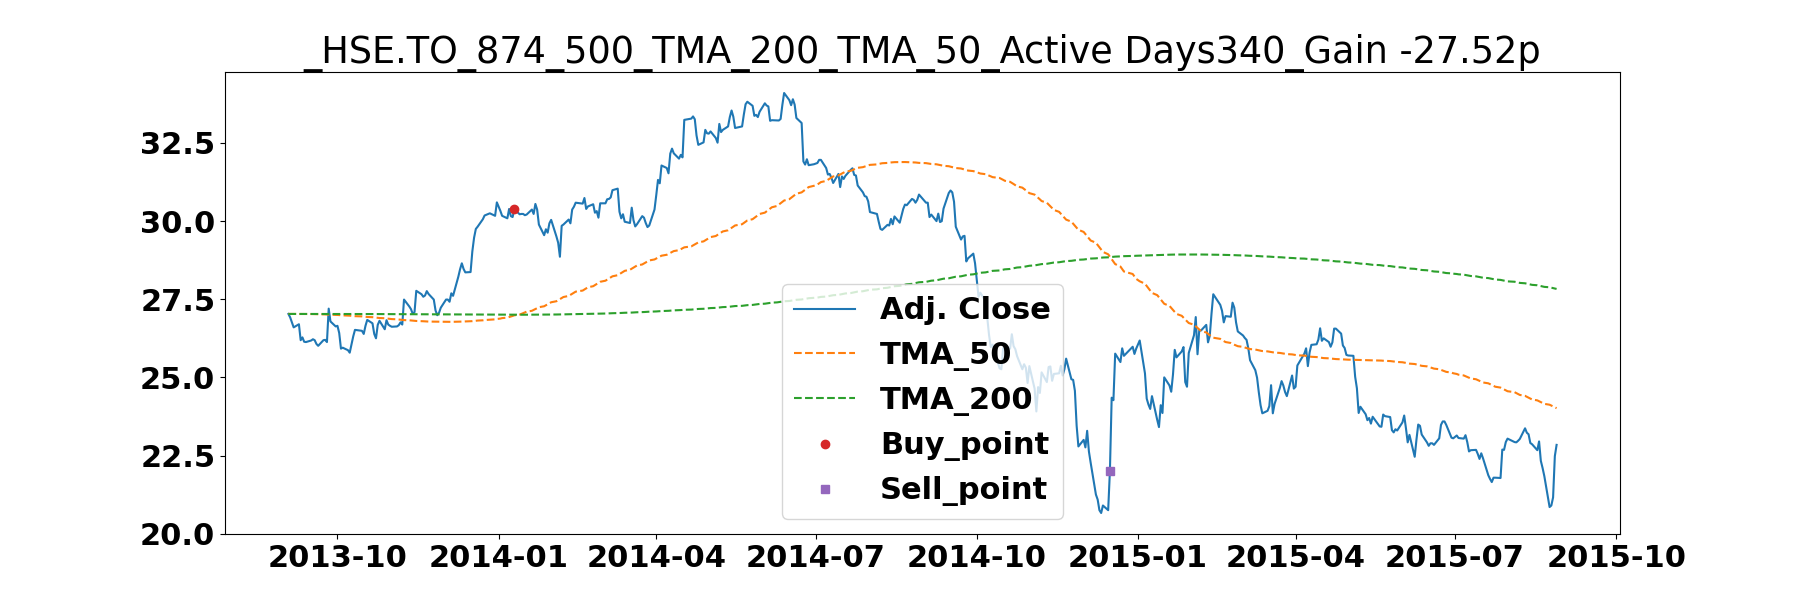 _HSE.TO_874_500_TMA_200_TMA_50_Active Days340_Gain -27.52p
32.5
30.0
27.5
25.0
22.5
20.0
Adj. Close
TMA_50
TMA_200
Buy_point
Sell_point
2013-10 2014-01 2014-04 2014-07 2014-10 2015-01 2015-04 2015-07 2015-10